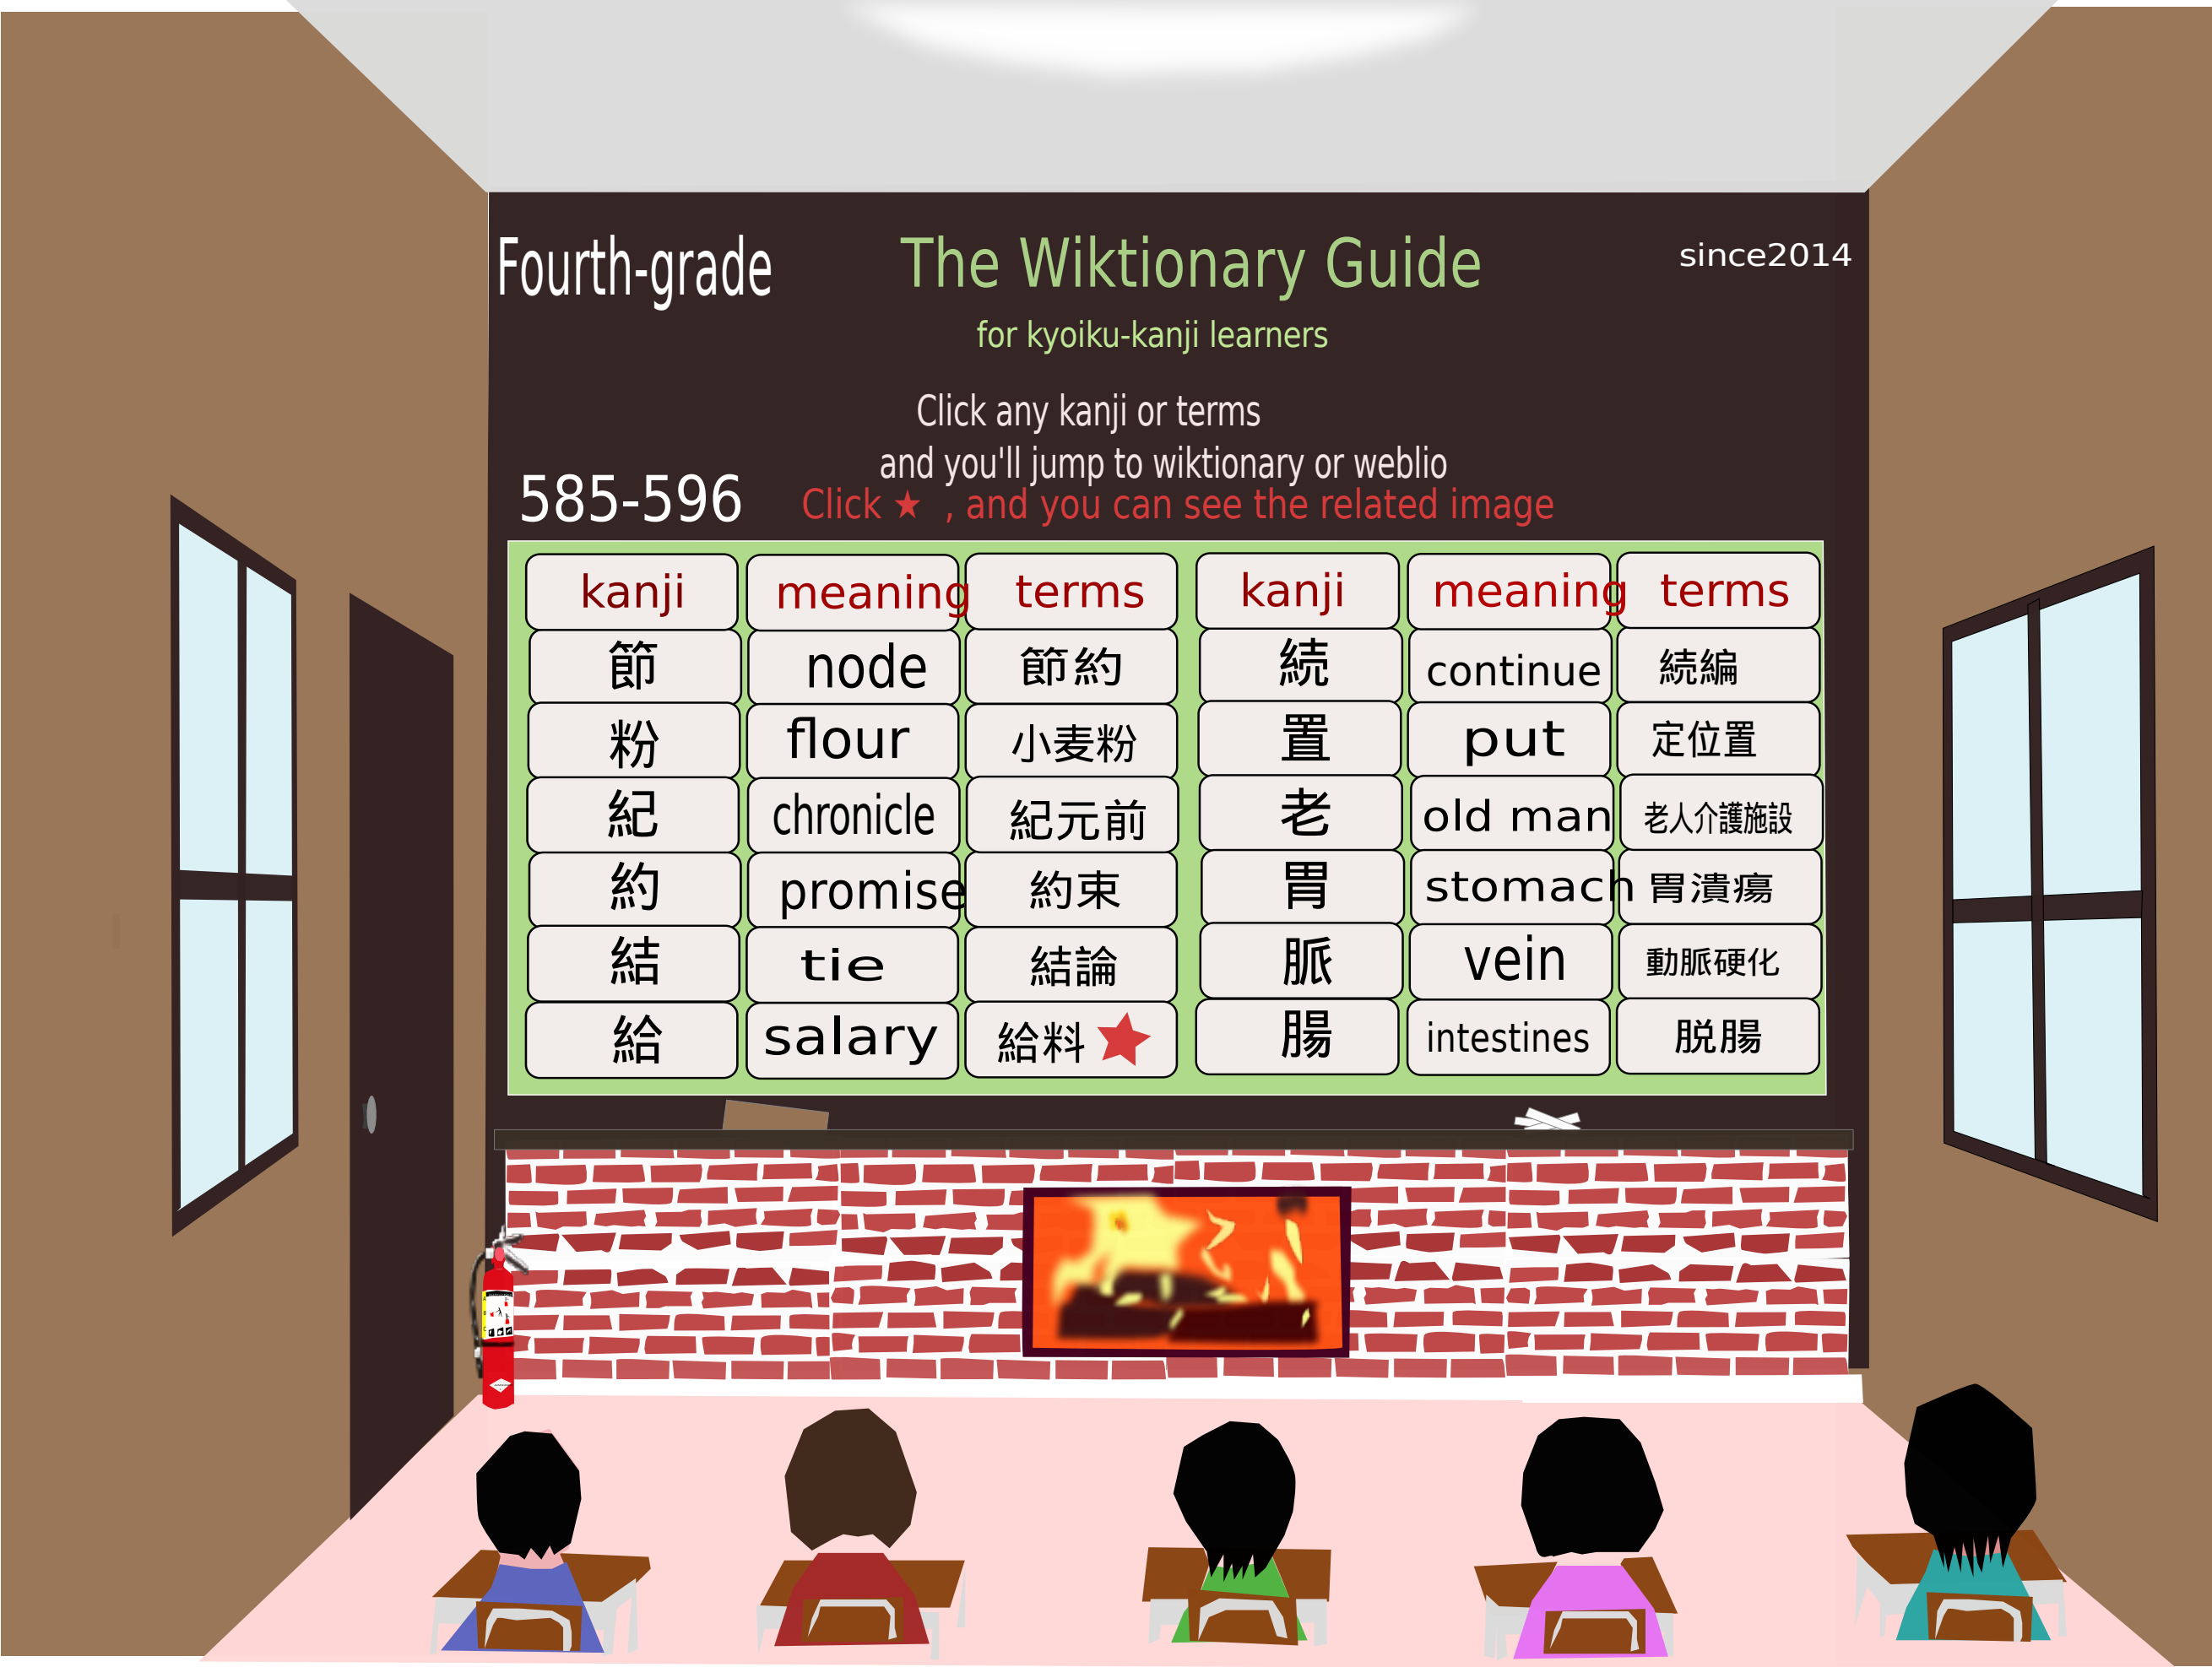 Fourth-grade
The Wiktionary Guide
since2014
for kyoiku-kanji learners
Click any kanji or terms
and you'll jump to wiktionary or weblio
585-596
Click ★ , and you can see the related image
kanji meaning terms kanji meaning terms
節 node 節約 続 continue 続編
粉 flour 小麦粉 置 put 定位置
紀 chronicle 紀元前 老 old man 老人介護施設
約 promise 約束 胃 stomach 胃潰瘍
結 tie 結論 脈 vein 動脈硬化
給 salary 給料 ★ 腸 intestines 脱腸